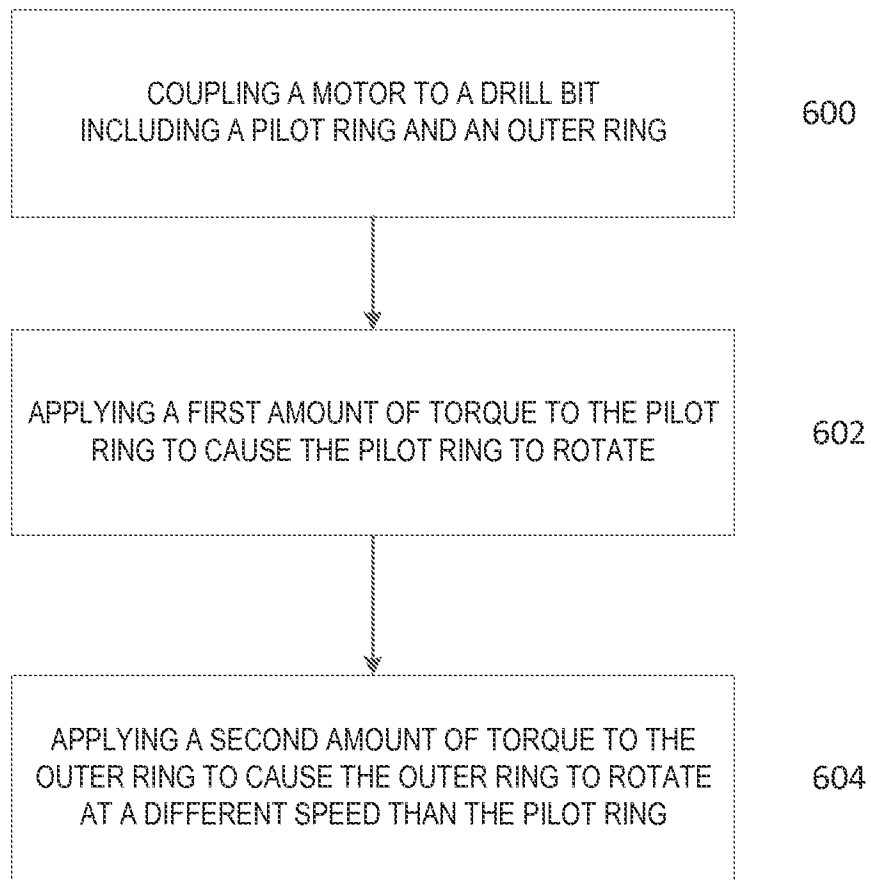 COUPLING A MOTOR TO A DRILL BIT
INCLUDING A PILOT RING AND AN OUTER RING
600
APPLYING A FIRST AMOUNT OF TORQUE TO THE PILOT
RING TO CAUSE THE PILOT RING TO ROTATE
602
APPLYING A SECOND AMOUNT OF TORQUE TO THE
OUTER RING TO CAUSE THE OUTER RING TO ROTATE
AT A DIFFERENT SPEED THAN THE PILOT RING
604